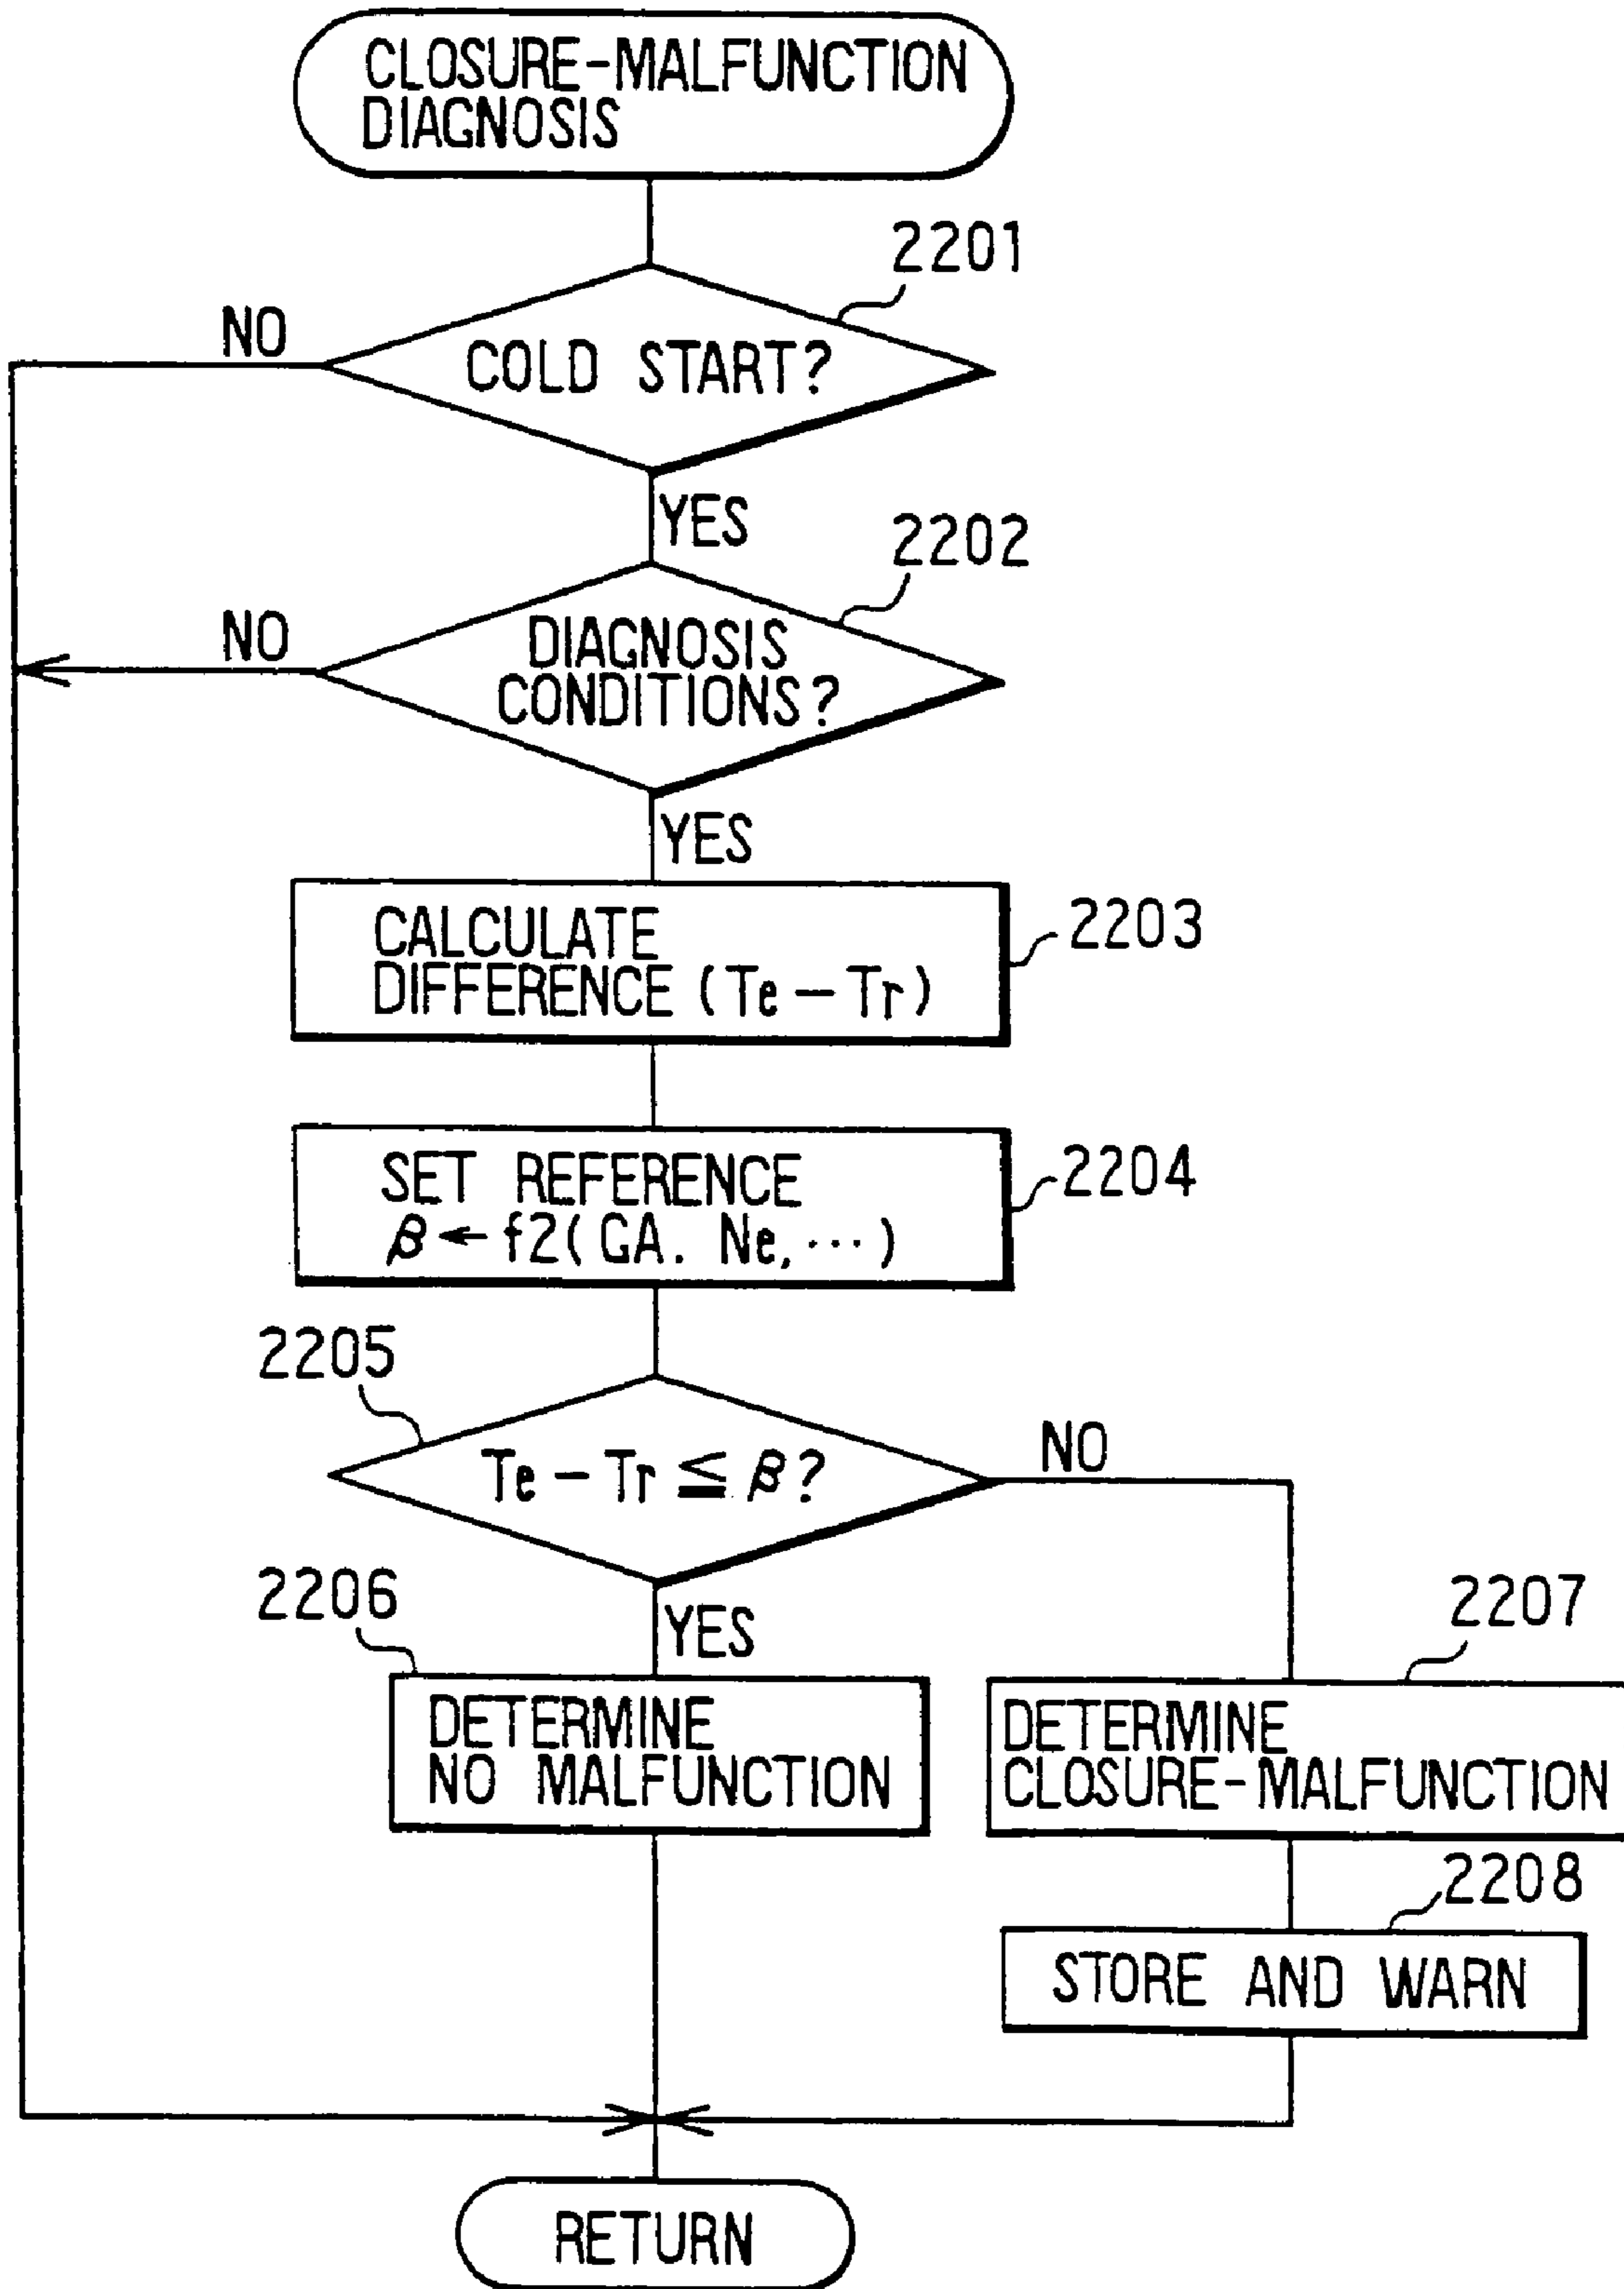 CLOSURE-MALFUNCTION
DIAGNOSIS
2201
NO
COLD START?
YES
2202
NO
DIAGNOSIS
CONDITIONS?
YES
CALCULATE
DIFFERENCE (Te – Tr)
2203
SET REFERENCE
β ← f2(GA. Ne, ⋯)
2204
2205
Te – Tr ≦ β?
NO
YES
2206
DETERMINE
NO MALFUNCTION
2207
DETERMINE
CLOSURE-MALFUNCTION
2208
STORE AND WARN
RETURN